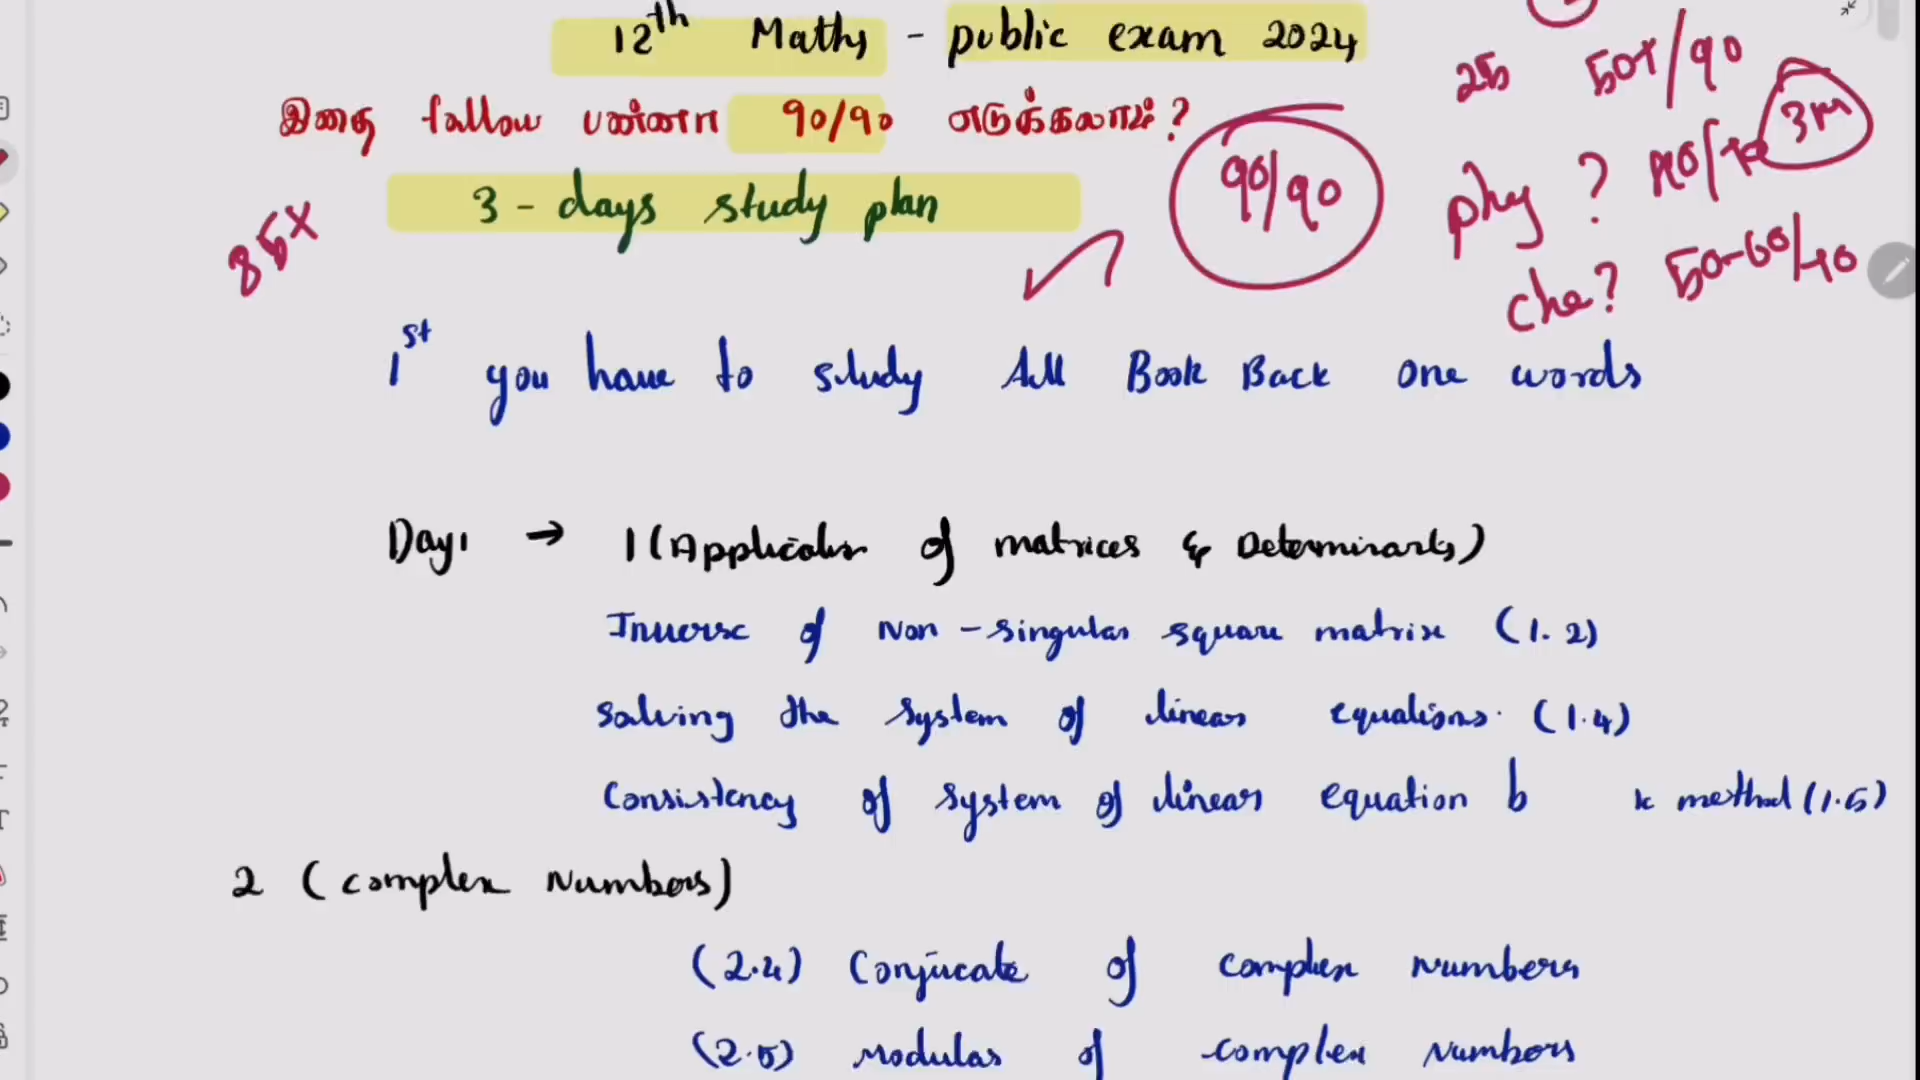 12th Maths - public exam 2024
இதை follow பண்ணா 90/90 எடுக்கலாம்?
3 - days study plan
85+
90/90
25 50+/90
3m
phy ?
che? 50-60/70
1st you have to study All Book Back one words
Day1 → 1 (Application of matrices & Determinants)
Inverse of Non-singular square matrix (1.2)
Solving the system of linear equations. (1.4)
Consistency of system of linear equation b k method (1.5)
2 (Complex Numbers)
(2.4) Conjucate of complex numbers
(2.5) Modulas of complex numbers